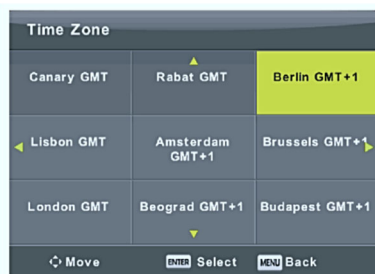 Time Zone
Canary GMT
Rabat GMT
Berlin GMT+1
Lisbon GMT
Amsterdam
GMT+1
Brussels GMT+1
London GMT
Beograd GMT+1
Budapest GMT+1
Move
ENTER Select
MENU Back